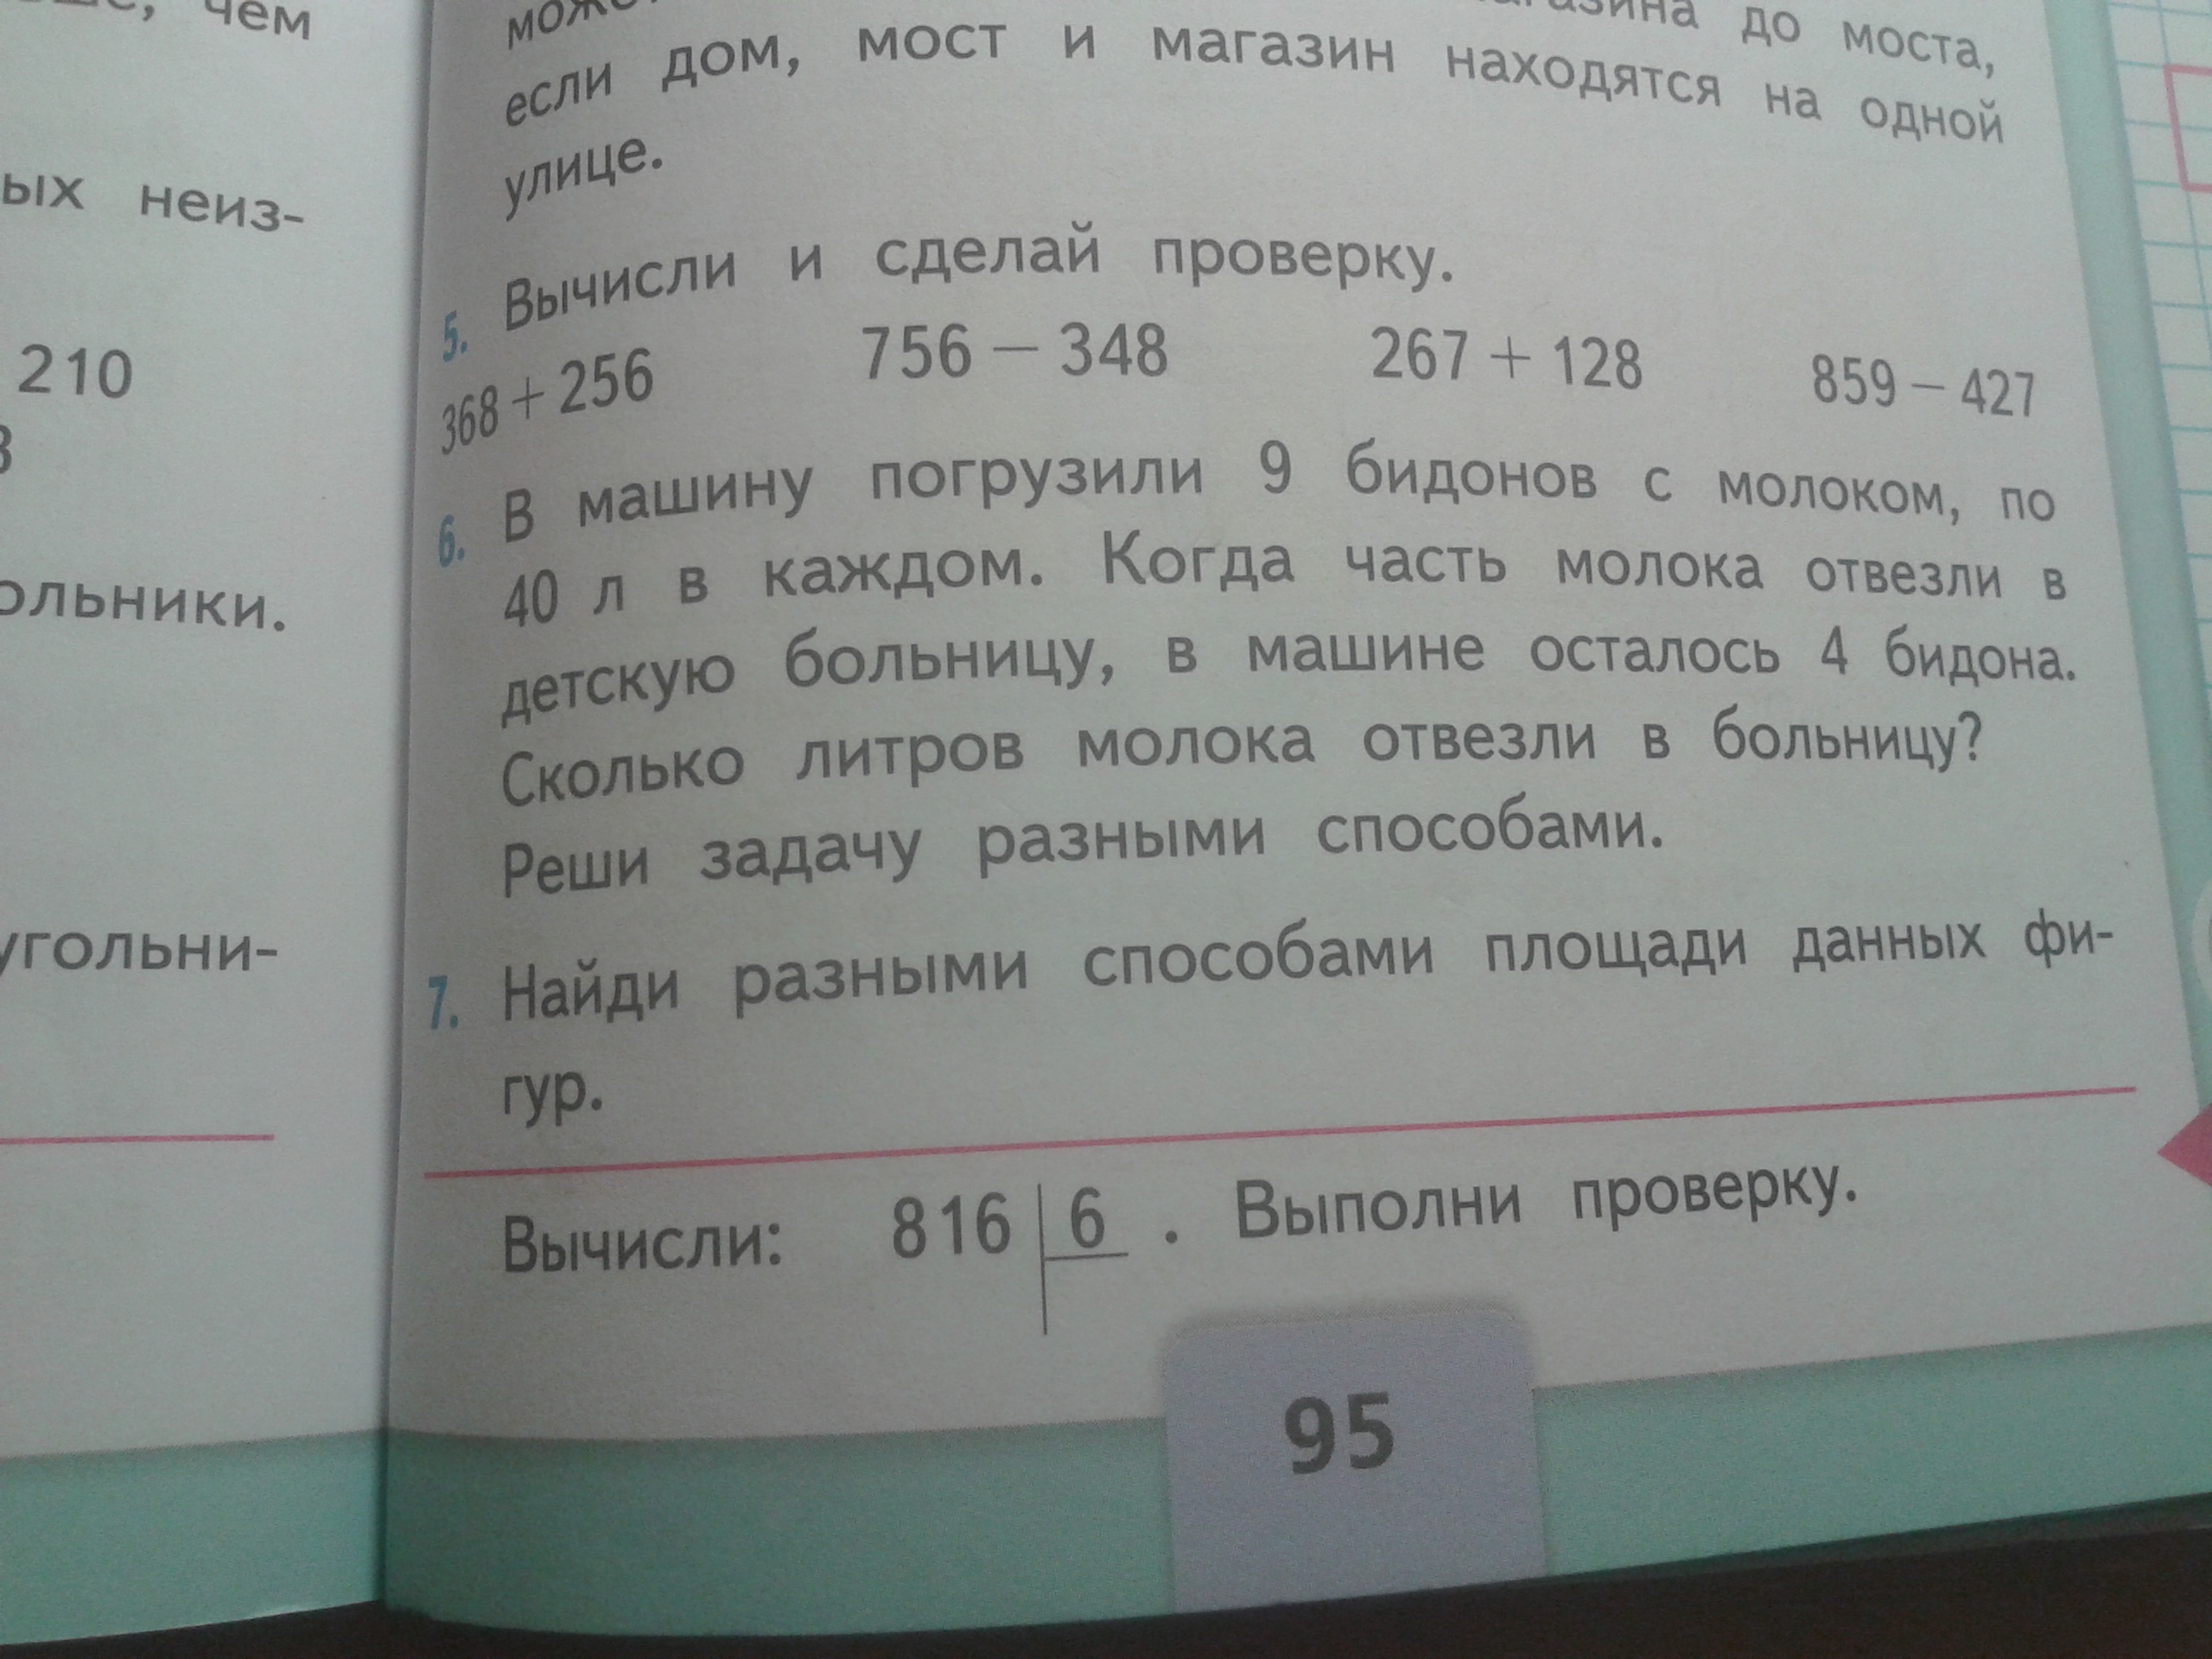 чем
ых неиз-
210
ольники.
угольни-
до моста,
если дом, мост и магазин находятся на одной
улице.
5. Вычисли и сделай проверку.
368 + 256 756 − 348 267 + 128 859 − 427
6. В машину погрузили 9 бидонов с молоком, по
40 л в каждом. Когда часть молока отвезли в
детскую больницу, в машине осталось 4 бидона.
Сколько литров молока отвезли в больницу?
Реши задачу разными способами.
7. Найди разными способами площади данных фи-
гур.
Вычисли: 816 | 6 . Выполни проверку.
95